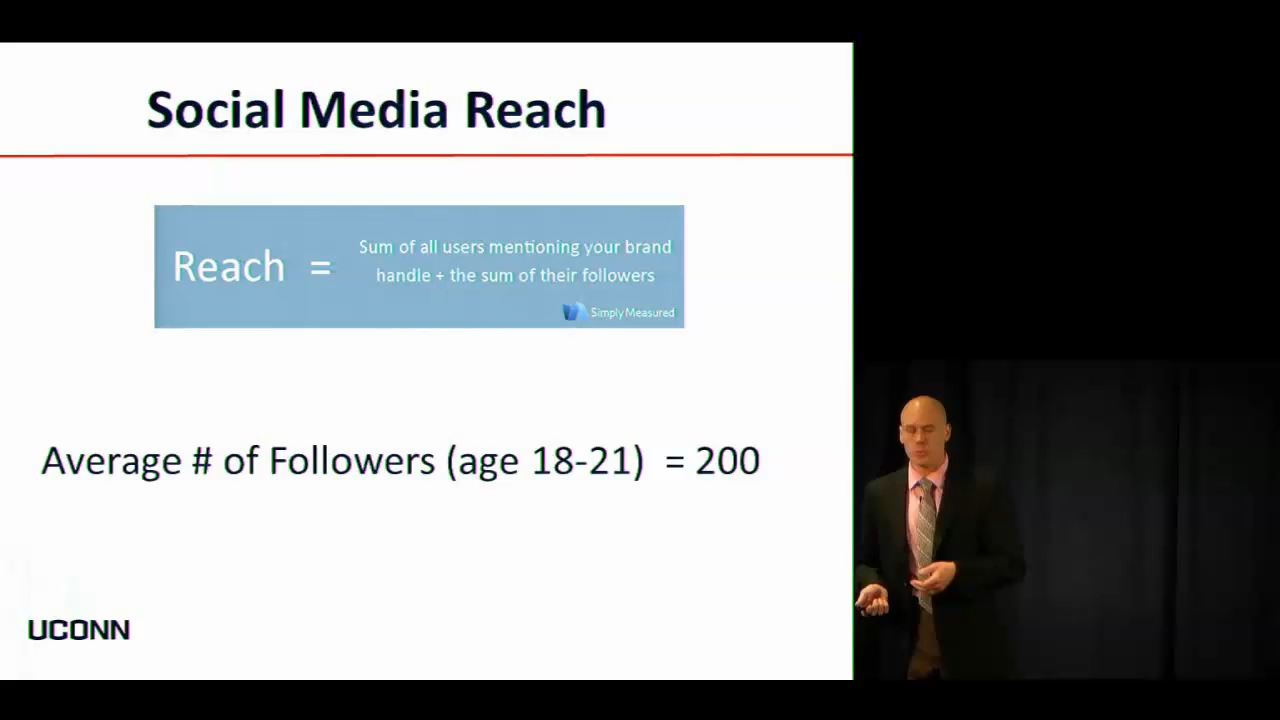 Social Media Reach
Reach =
Sum of all users mentioning your brand
handle + the sum of their followers
Simply Measured
Average # of Followers (age 18-21) = 200
UCONN